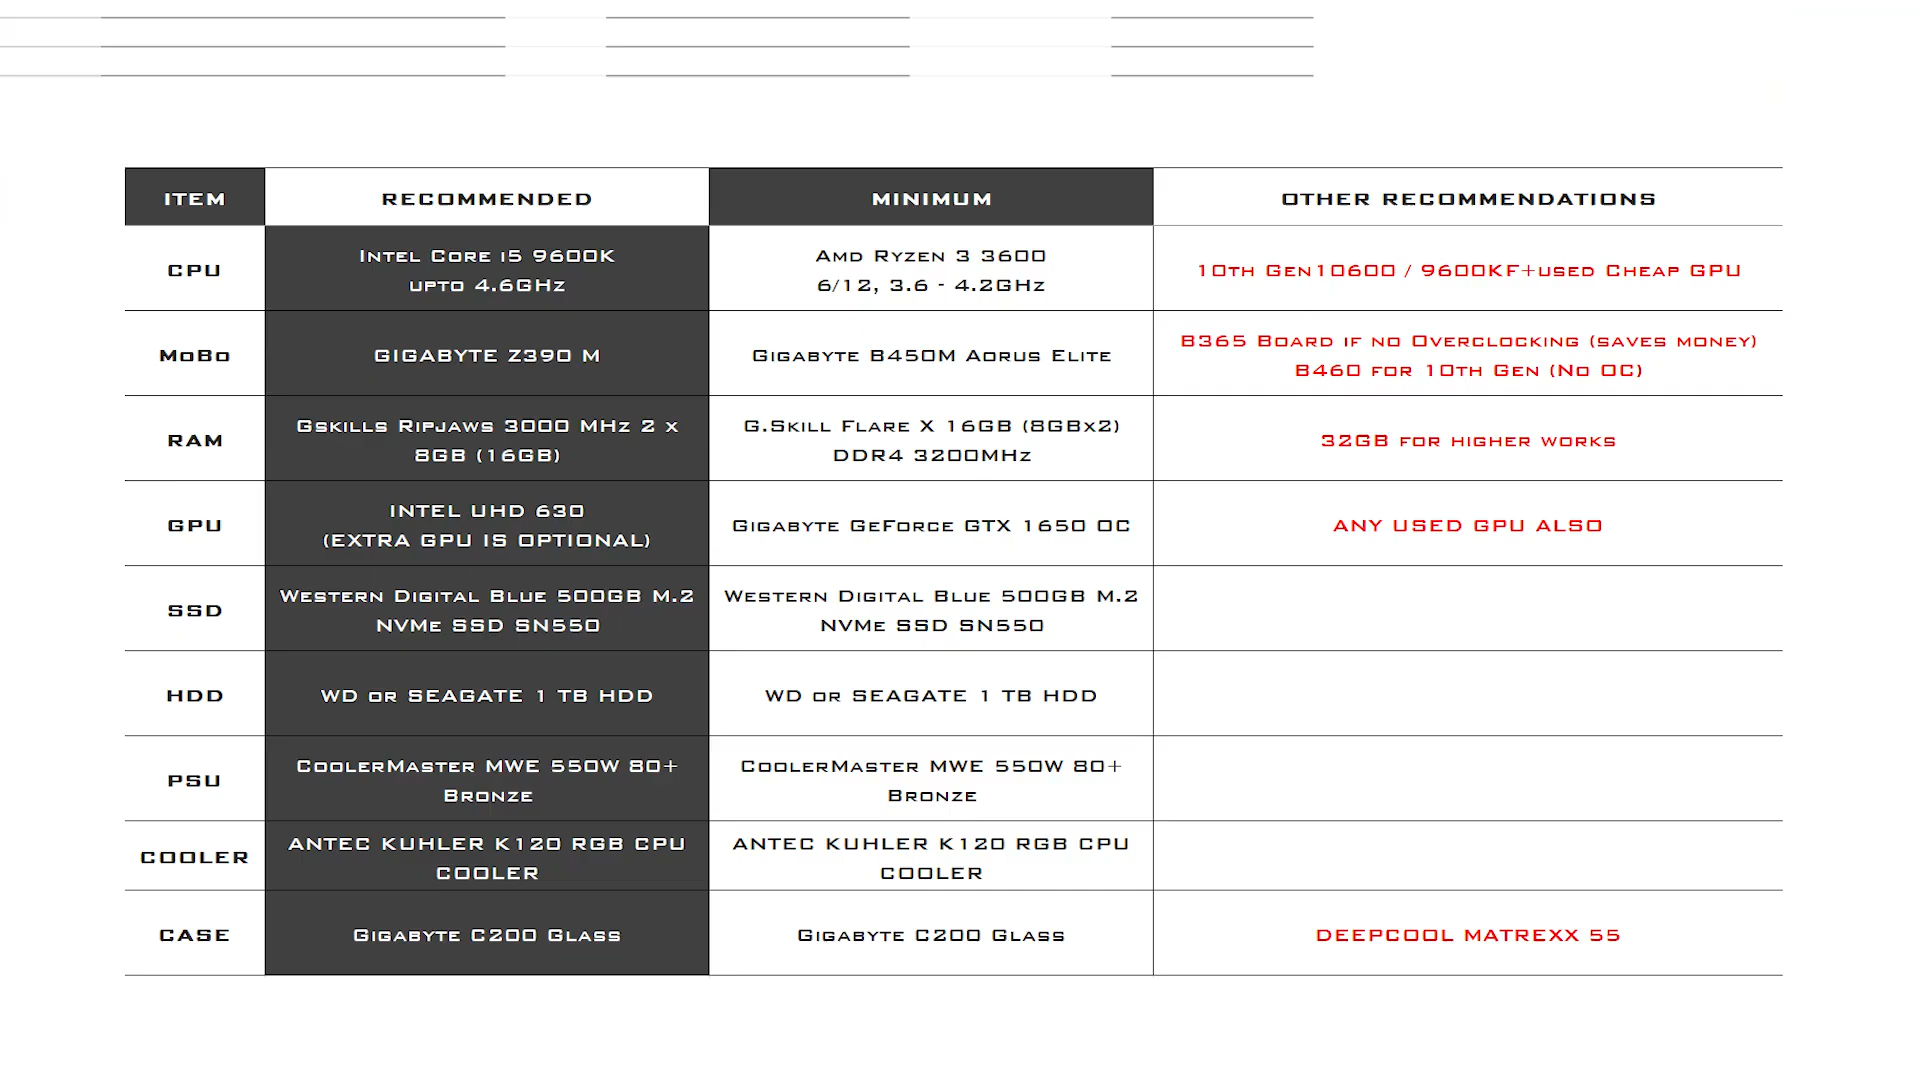 ITEM RECOMMENDED MINIMUM OTHER RECOMMENDATIONS
CPU
Intel Core i5 9600K
upto 4.6GHz
Amd Ryzen 3 3600
6/12, 3.6 - 4.2GHz
10th Gen10600 / 9600KF+used Cheap GPU
MoBo
GIGABYTE Z390 M
Gigabyte B450M Aorus Elite
B365 Board if no Overclocking (saves money)
B460 for 10th Gen (No OC)
RAM
Gskills Ripjaws 3000 MHz 2 x
8GB (16GB)
G.Skill Flare X 16GB (8GBx2)
DDR4 3200MHz
32GB for higher works
GPU
INTEL UHD 630
(EXTRA GPU IS OPTIONAL)
Gigabyte GeForce GTX 1650 OC
ANY USED GPU ALSO
SSD
Western Digital Blue 500GB M.2
NVMe SSD SN550
Western Digital Blue 500GB M.2
NVMe SSD SN550
HDD
WD or SEAGATE 1 TB HDD
WD or SEAGATE 1 TB HDD
PSU
CoolerMaster MWE 550W 80+
Bronze
CoolerMaster MWE 550W 80+
Bronze
COOLER
ANTEC KUHLER K120 RGB CPU
COOLER
ANTEC KUHLER K120 RGB CPU
COOLER
CASE
Gigabyte C200 Glass
Gigabyte C200 Glass
DEEPCOOL MATREXX 55